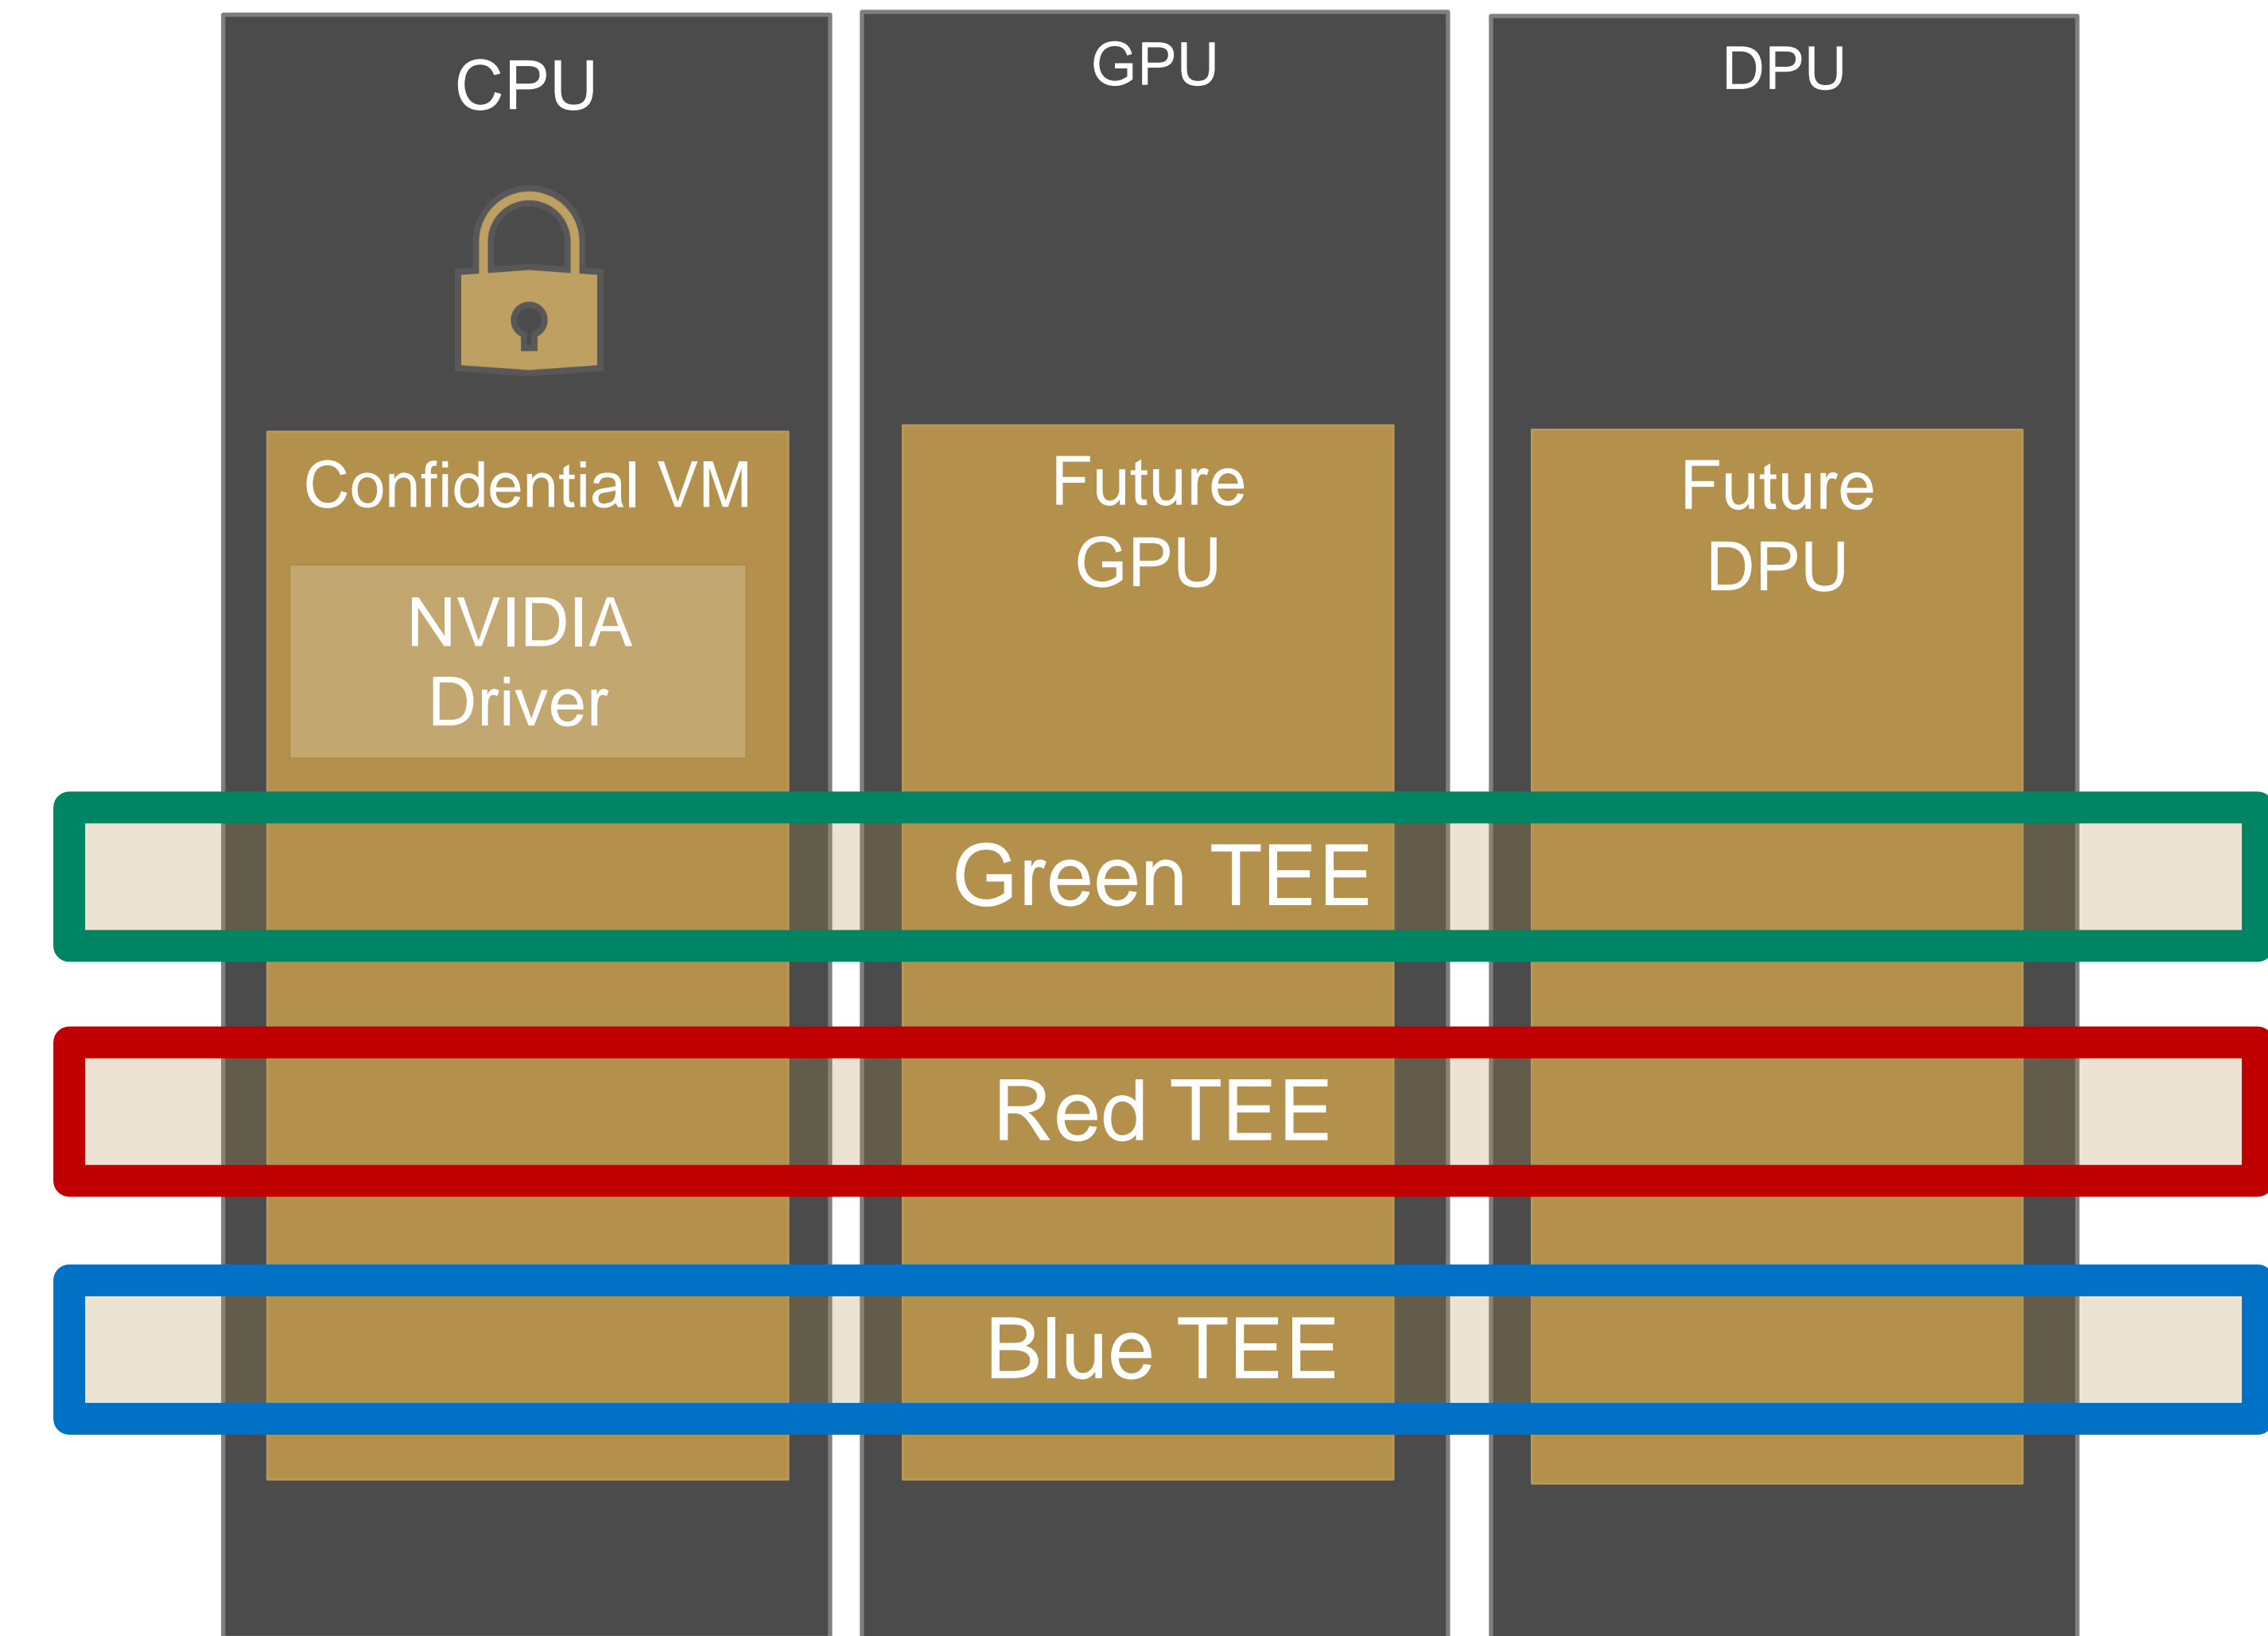 CPU
GPU
DPU
Confidential VM
NVIDIA
Driver
Future
GPU
Future
DPU
Green TEE
Red TEE
Blue TEE